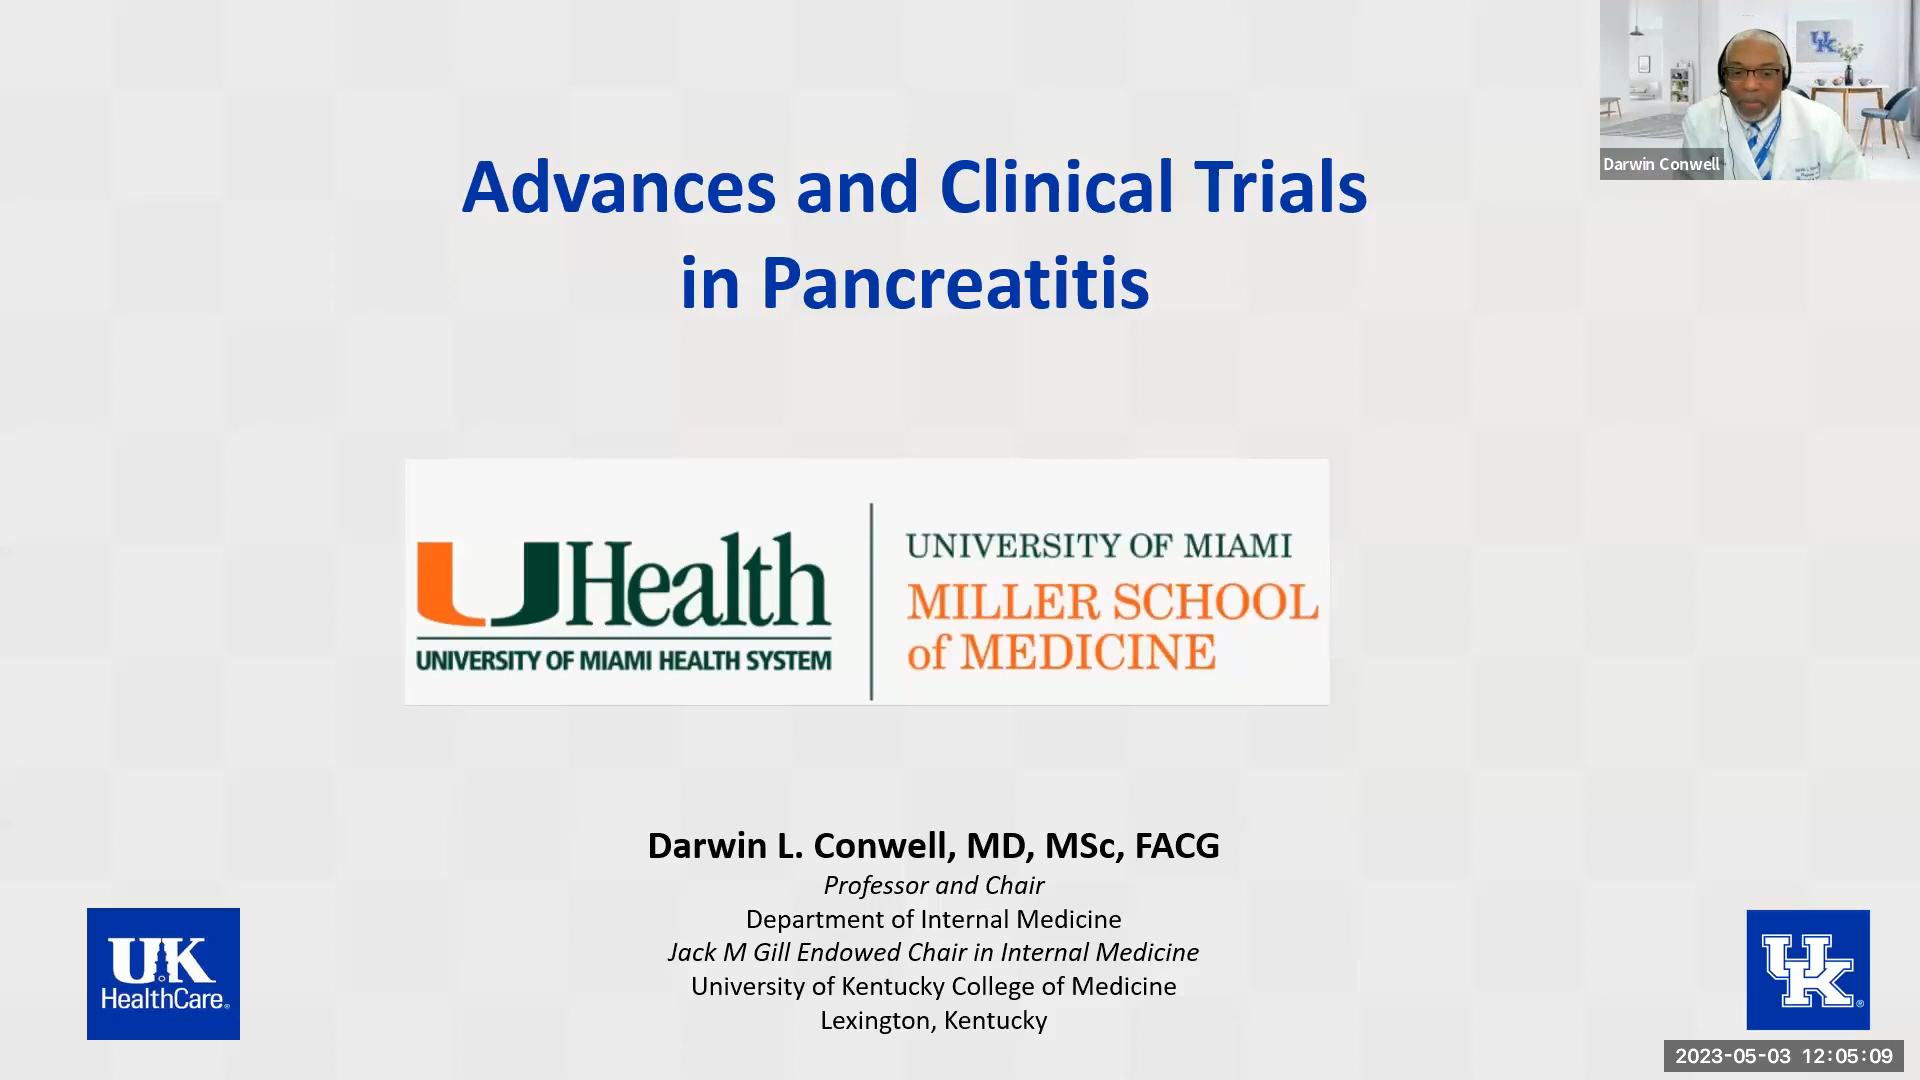 Advances and Clinical Trials
in Pancreatitis
UK
Darwin Conwell
UHealth
UNIVERSITY OF MIAMI HEALTH SYSTEM
UNIVERSITY OF MIAMI
MILLER SCHOOL
of MEDICINE
Darwin L. Conwell, MD, MSc, FACG
Professor and Chair
Department of Internal Medicine
Jack M Gill Endowed Chair in Internal Medicine
University of Kentucky College of Medicine
Lexington, Kentucky
UK
HealthCare®
UK®
2023-05-03 12:05:09